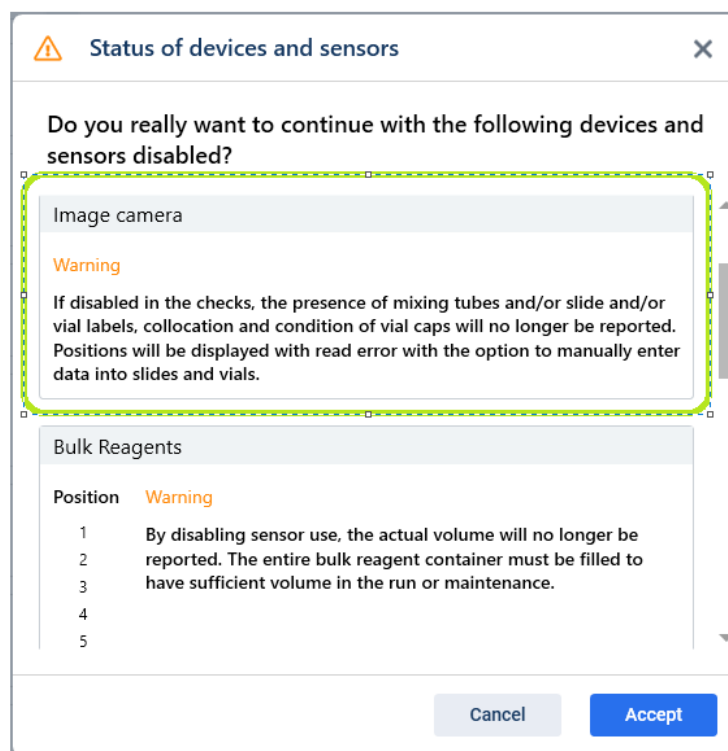 Status of devices and sensors
Do you really want to continue with the following devices and
sensors disabled?
Image camera
Warning
If disabled in the checks, the presence of mixing tubes and/or slide and/or
vial labels, collocation and condition of vial caps will no longer be reported.
Positions will be displayed with read error with the option to manually enter
data into slides and vials.
Bulk Reagents
Position Warning
1 By disabling sensor use, the actual volume will no longer be
2 reported. The entire bulk reagent container must be filled to
3 have sufficient volume in the run or maintenance.
4
5
Cancel Accept